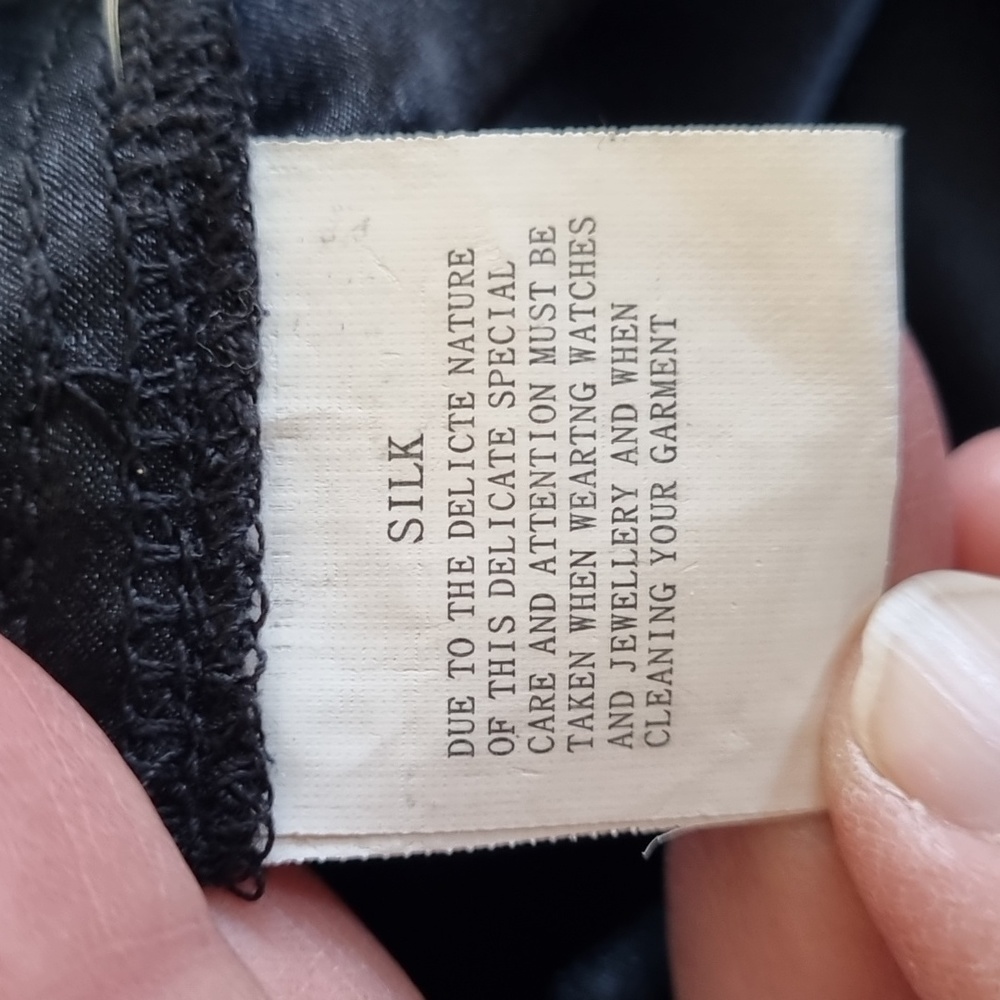 SILK
DUE TO THE DELICTE NATURE
OF THIS DELICATE SPECIAL
CARE AND ATTENTION MUST BE
TAKEN WHEN WEARTNG WATCHES
AND JEWELLERY AND WHEN
CLEANING YOUR GARMENT